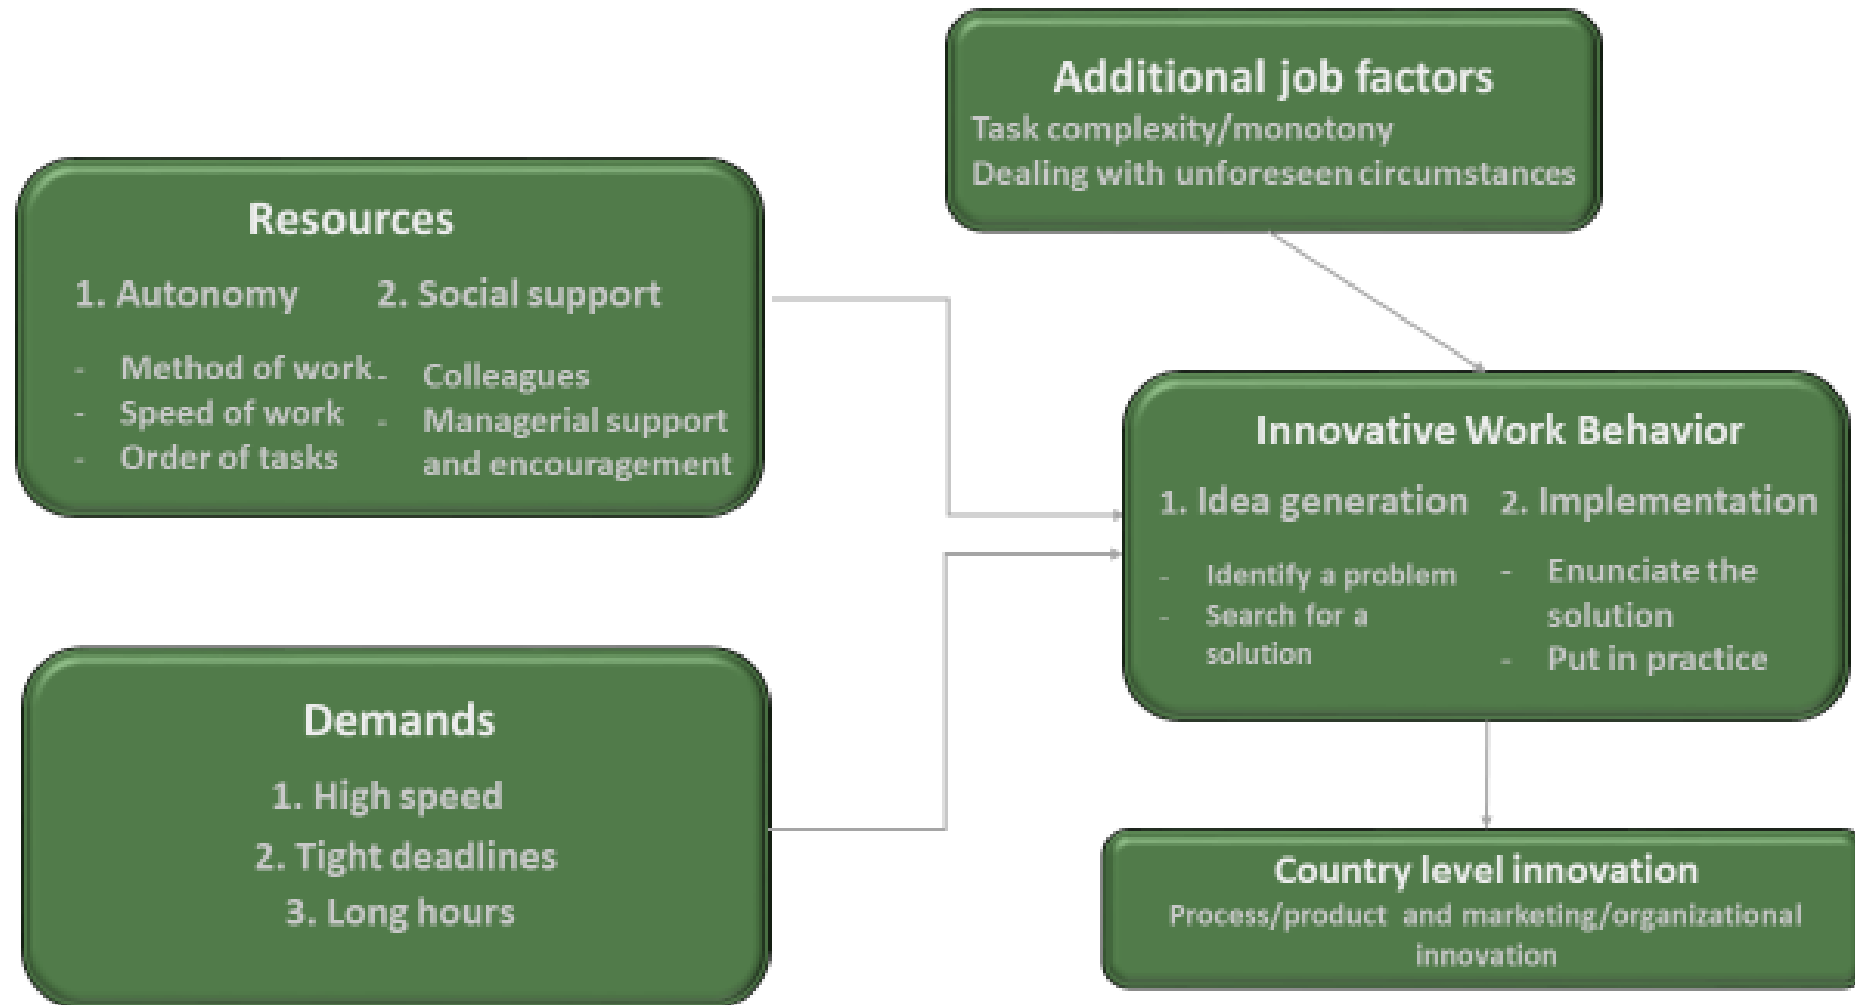 Additional job factors
Task complexity/monotony
Dealing with unforeseen circumstances
Resources
1. Autonomy
- Method of work
- Speed of work
- Order of tasks
2. Social support
- Colleagues
- Managerial support
and encouragement
Demands
1. High speed
2. Tight deadlines
3. Long hours
Innovative Work Behavior
1. Idea generation
- Identify a problem
- Search for a
solution
2. Implementation
- Enunciate the
solution
- Put in practice
Country level innovation
Process/product and marketing/organizational
innovation